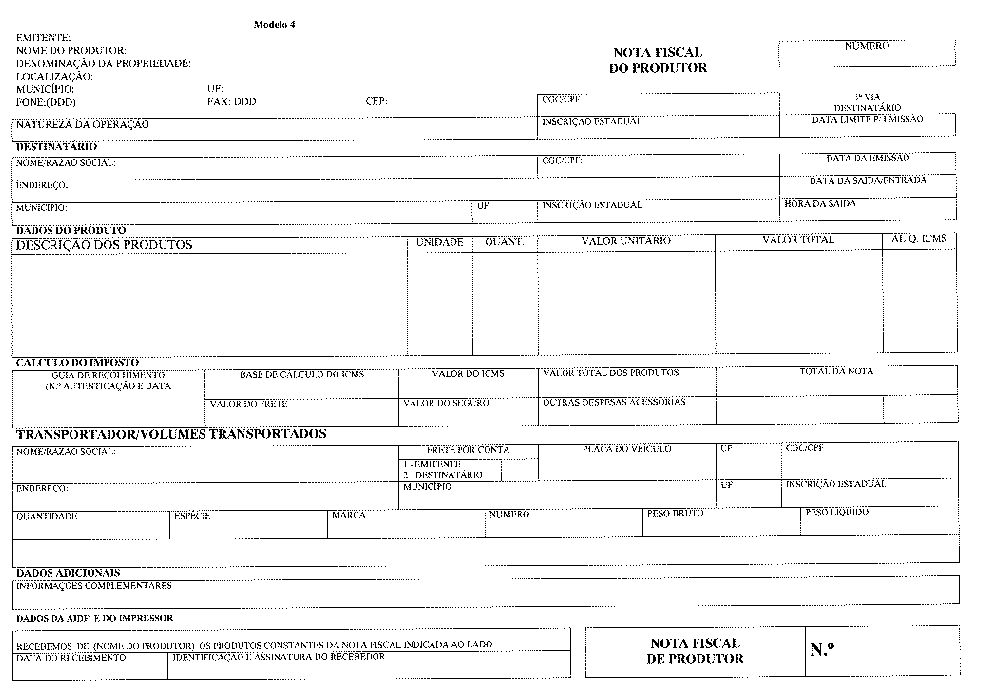 Modelo 4
EMITENTE:
NOME DO PRODUTOR:
DENOMINAÇÃO DA PROPRIEDADE:
LOCALIZAÇÃO:
MUNICÍPIO: UF:
FONE:(DDD) FAX: DDD CEP:
NOTA FISCAL
DO PRODUTOR
NÚMERO
CGC/CPF
1ª VIA
DESTINATÁRIO
NATUREZA DA OPERAÇÃO
INSCRIÇÃO ESTADUAL
DATA LIMITE P/ EMISSÃO
DESTINATÁRIO
NOME/RAZÃO SOCIAL: CGC/CPF: DATA DA EMISSÃO
ENDEREÇO: DATA DA SAÍDA/ENTRADA
MUNICÍPIO: UF INSCRIÇÃO ESTADUAL HORA DA SAÍDA
DADOS DO PRODUTO
DESCRIÇÃO DOS PRODUTOS UNIDADE QUANT. VALOR UNITÁRIO VALOR TOTAL ALÍQ. ICMS
CÁLCULO DO IMPOSTO
GUIA DE RECOLHIMENTO BASE DE CÁLCULO DO ICMS VALOR DO ICMS VALOR TOTAL DOS PRODUTOS TOTAL DA NOTA
(N.º AUTENTICAÇÃO E DATA
VALOR DO FRETE VALOR DO SEGURO OUTRAS DESPESAS ACESSÓRIAS
TRANSPORTADOR/VOLUMES TRANSPORTADOS
NOME/RAZÃO SOCIAL: FRETE POR CONTA PLACA DO VEÍCULO UF CGC/CPF
1 -EMITENTE
2- DESTINATÁRIO
ENDEREÇO: MUNICÍPIO UF INSCRIÇÃO ESTADUAL
QUANTIDADE ESPÉCIE MARCA NÚMERO PESO BRUTO PESO LÍQUIDO
DADOS ADICIONAIS
INFORMAÇÕES COMPLEMENTARES
DADOS DA AIDF E DO IMPRESSOR
RECEBEMOS DE (NOME DO PRODUTOR) OS PRODUTOS CONSTANTES DA NOTA FISCAL INDICADA AO LADO
DATA DO RECEBIMENTO IDENTIFICAÇÃO E ASSINATURA DO RECEBEDOR
NOTA FISCAL
DE PRODUTOR
N.º